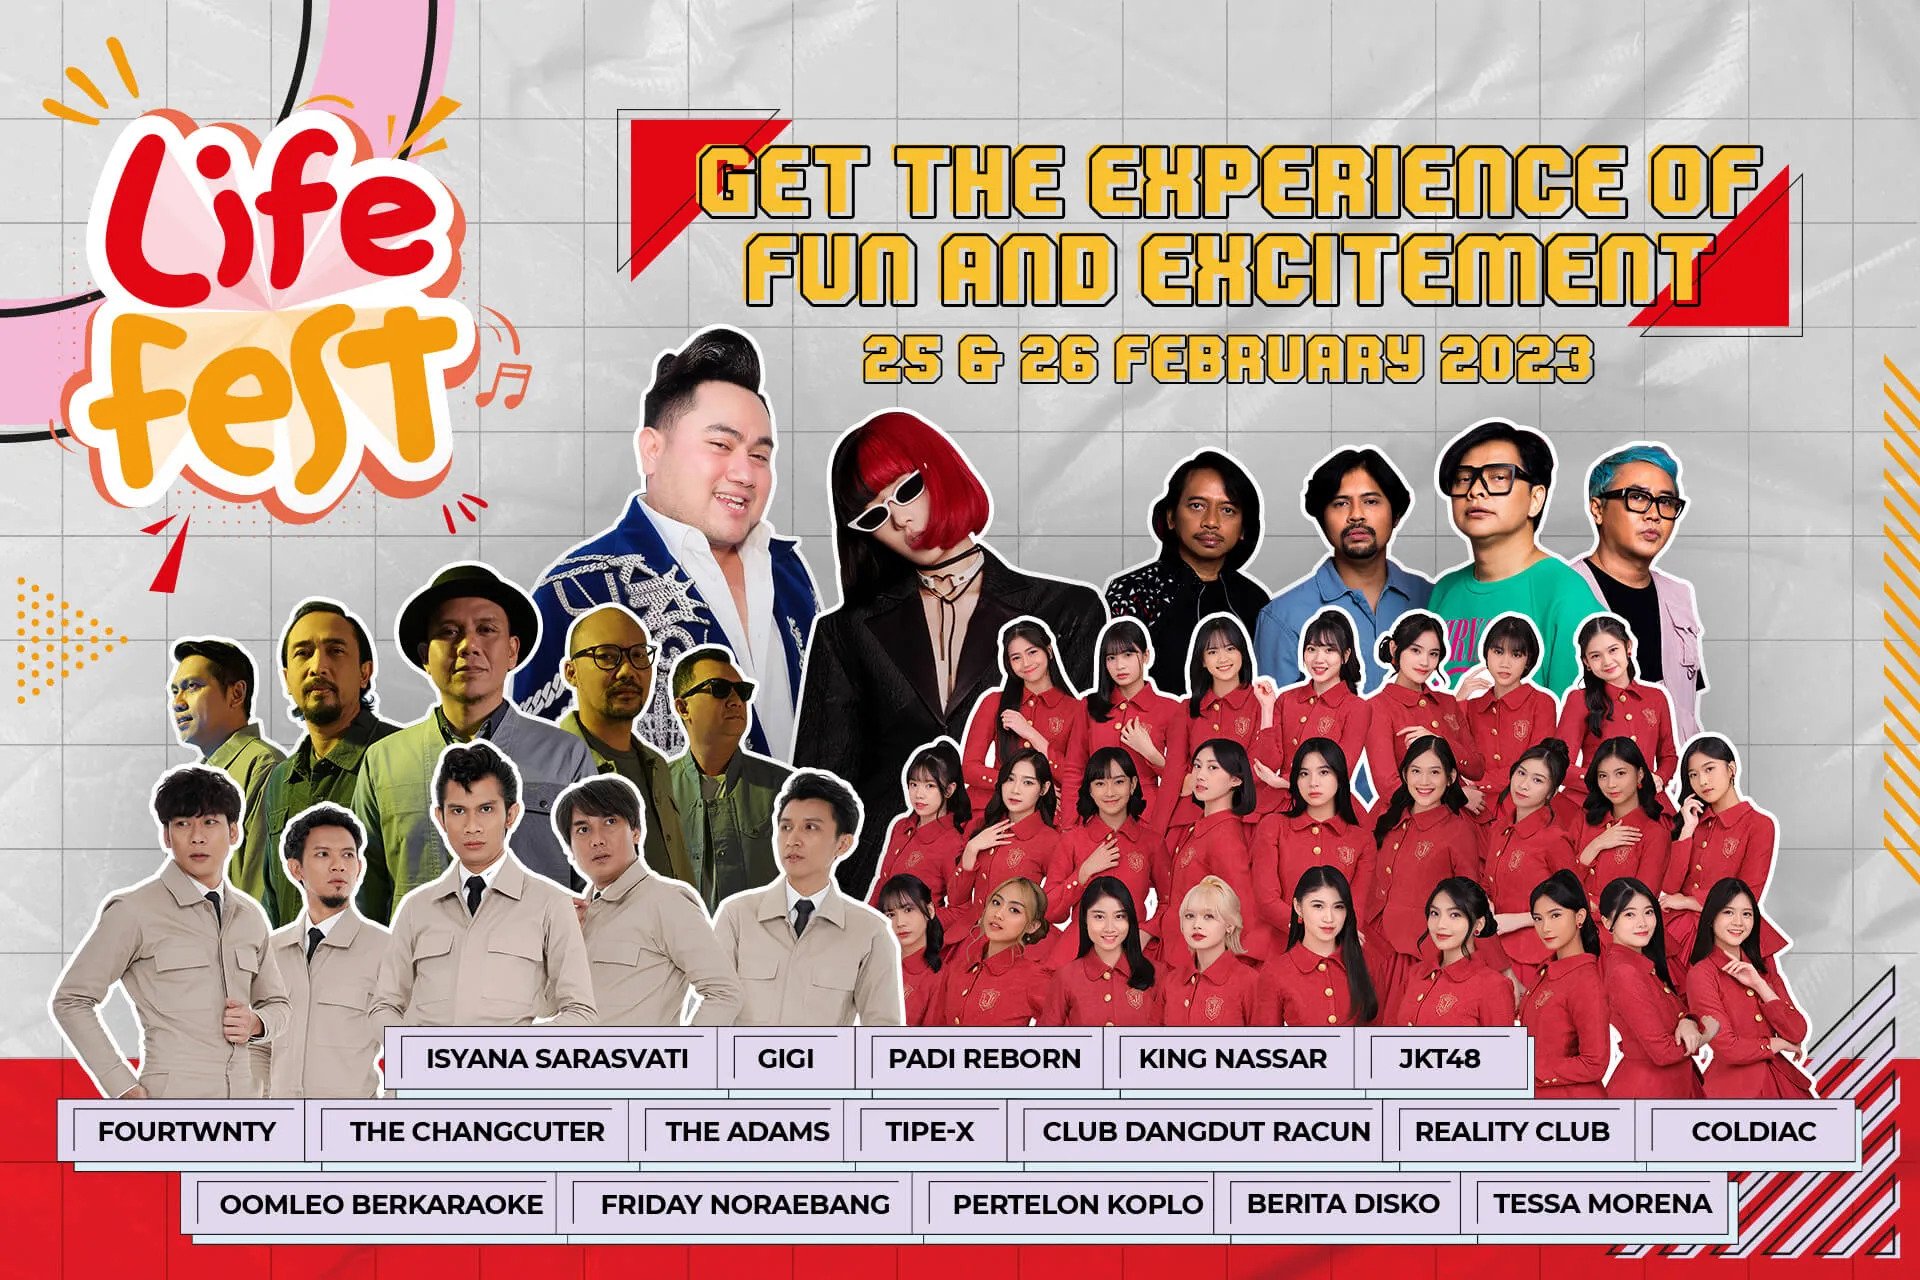 Life
fest
GET THE EXPERIENCE OF
FUN AND EXCITEMENT
25 & 26 FEBRUARY 2023
ISYANA SARASVATI GIGI PADI REBORN KING NASSAR JKT48
FOURTWNTY THE CHANGCUTER THE ADAMS TIPE-X CLUB DANGDUT RACUN REALITY CLUB COLDIAC
OOMLEO BERKARAOKE FRIDAY NORAEBANG PERTELON KOPLO BERITA DISKO TESSA MORENA